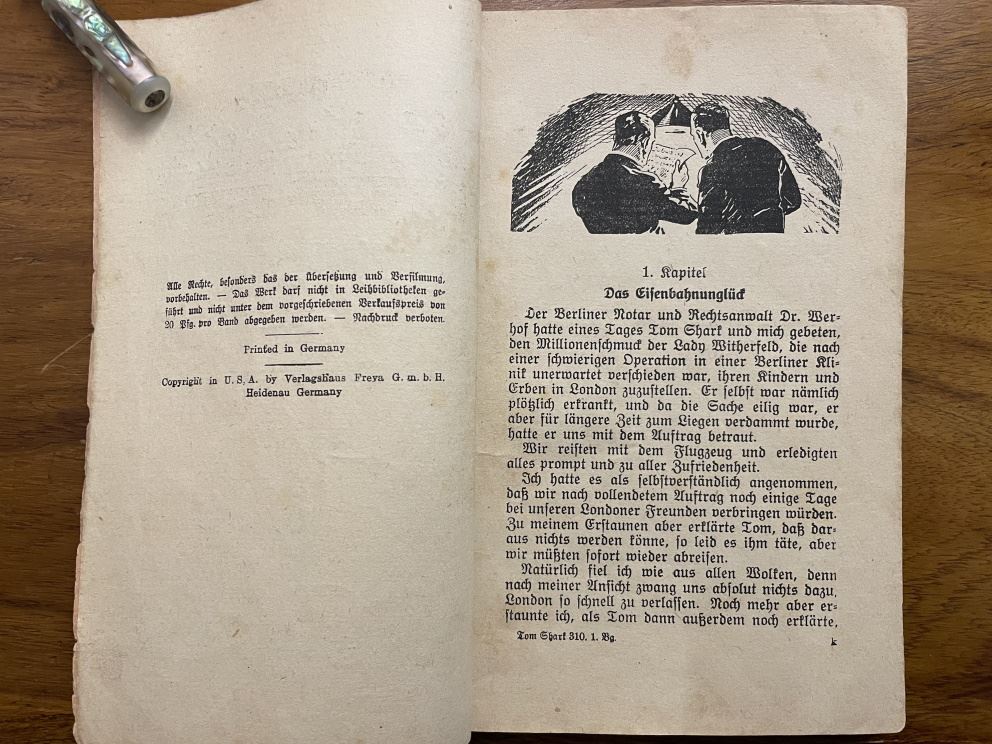 Alle Rechte, besonders das der Übersetzung und Verfilmung,
vorbehalten. — Das Werk darf nicht in Leihbibliotheken ge-
führt und nicht unter dem vorgeschriebenen Verkaufspreis von
20 Pfg. pro Band abgegeben werden. — Nachdruck verboten.
Printed in Germany
Copyright in U. S. A. by Verlagshaus Freya G. m. b. H.
Heidenau Germany
1. Kapitel
Das Eisenbahnunglück
Der Berliner Notar und Rechtsanwalt Dr. Wer-
hof hatte eines Tages Tom Shark und mich gebeten,
den Millionenschmuck der Lady Witherfeld, die nach
einer schwierigen Operation in einer Berliner Kli-
nik unerwartet verschieden war, ihren Kindern und
Erben in London zuzustellen. Er selbst war nämlich
plötzlich erkrankt, und da die Sache eilig war, er
aber für längere Zeit zum Liegen verdammt wurde,
hatte er uns mit dem Auftrag betraut.
Wir reisten mit dem Flugzeug und erledigten
alles prompt und zu aller Zufriedenheit.
Ich hatte es als selbstverständlich angenommen,
daß wir nach vollendetem Auftrag noch einige Tage
bei unseren Londoner Freunden verbringen würden.
Zu meinem Erstaunen aber erklärte Tom, daß dar-
aus nichts werden könne, so leid es ihm täte, aber
wir müßten sofort wieder abreisen.
Natürlich fiel ich wie aus allen Wolken, denn
nach meiner Ansicht zwang uns absolut nichts dazu,
London so schnell zu verlassen. Noch mehr aber er-
staunte ich, als Tom dann außerdem noch erklärte,
Tom Shark 310. 1. Bg. k